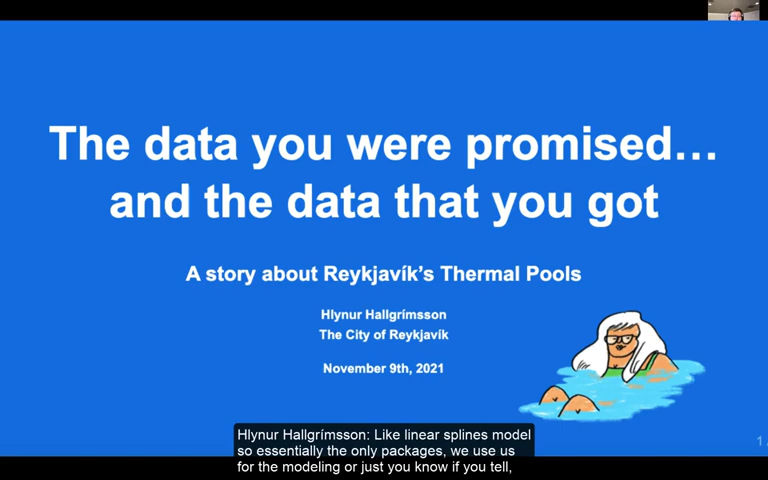 The data you were promised…
and the data that you got
A story about Reykjavík's Thermal Pools
Hlynur Hallgrímsson
The City of Reykjavík
November 9th, 2021
Hlynur Hallgrímsson: Like linear splines model
so essentially the only packages, we use us
for the modeling or just you know if you tell,
1